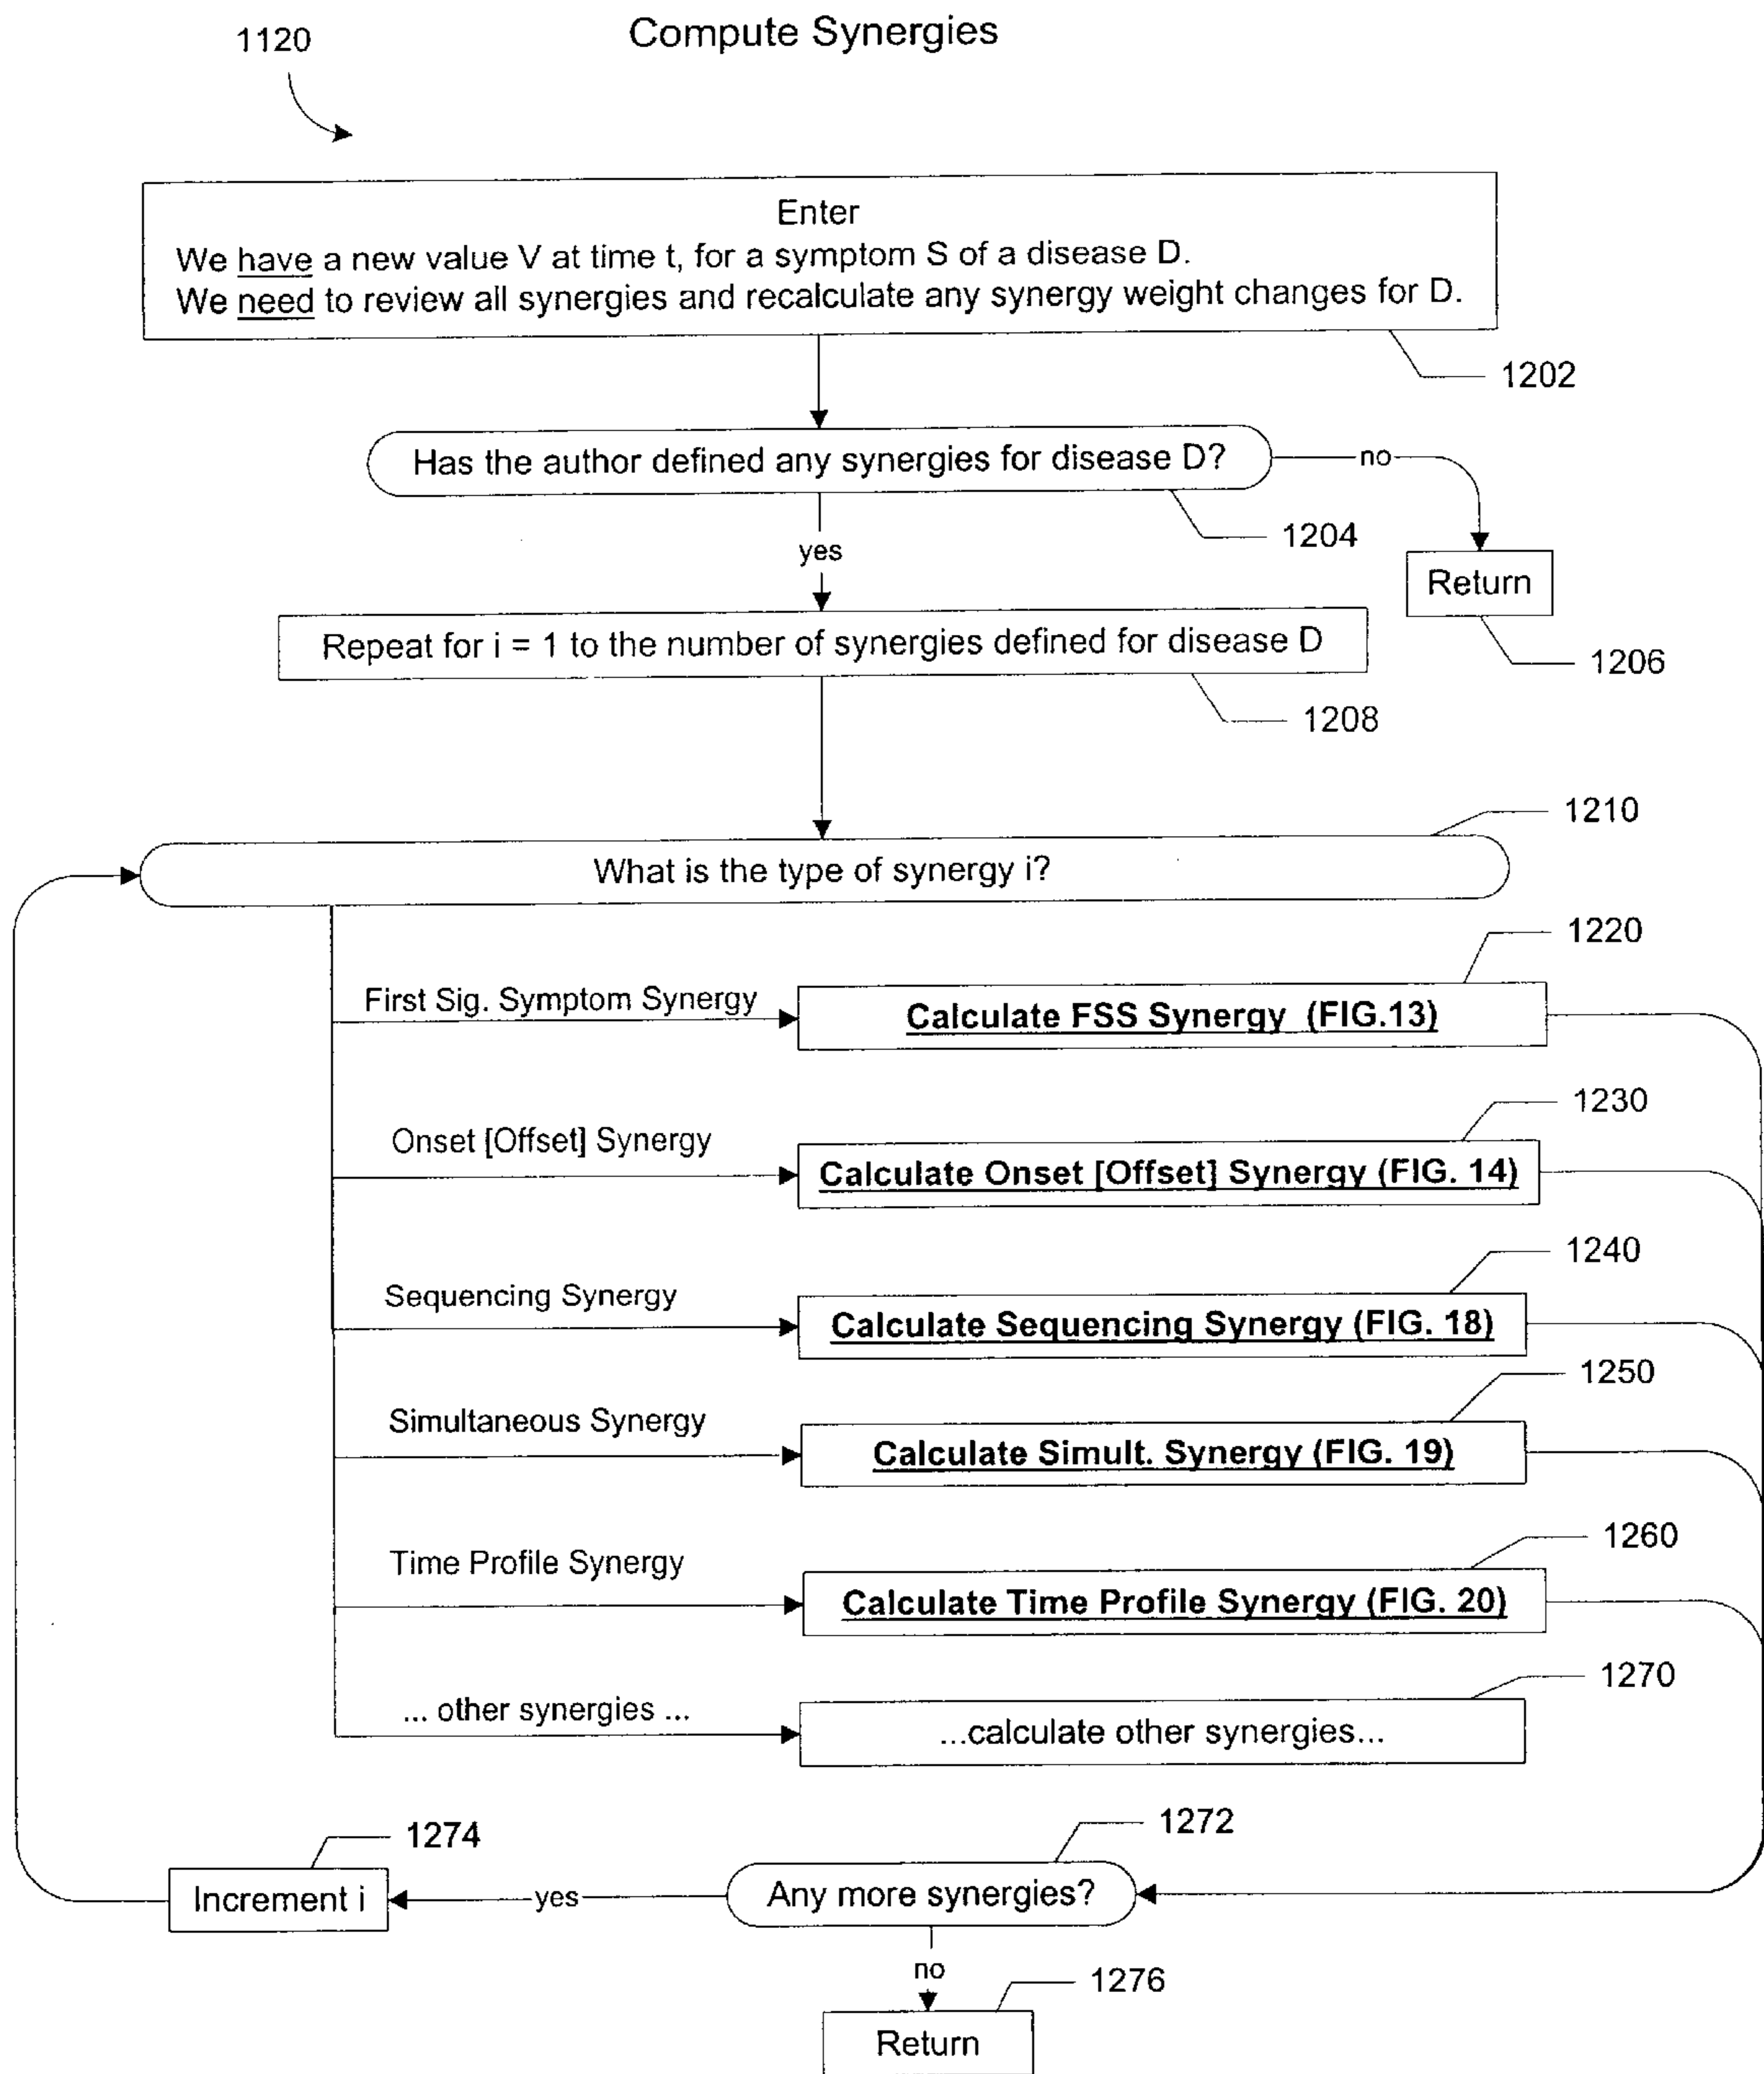 Compute Synergies
1120
Enter
We have a new value V at time t, for a symptom S of a disease D.
We need to review all synergies and recalculate any synergy weight changes for D.
1202
Has the author defined any synergies for disease D?
no
1204
yes
Return
1206
Repeat for i = 1 to the number of synergies defined for disease D
1208
1210
What is the type of synergy i?
1220
First Sig. Symptom Synergy
Calculate FSS Synergy (FIG.13)
1230
Onset [Offset] Synergy
Calculate Onset [Offset] Synergy (FIG. 14)
1240
Sequencing Synergy
Calculate Sequencing Synergy (FIG. 18)
1250
Simultaneous Synergy
Calculate Simult. Synergy (FIG. 19)
1260
Time Profile Synergy
Calculate Time Profile Synergy (FIG. 20)
1270
... other synergies ...
...calculate other synergies...
1274
1272
Increment i
yes
Any more synergies?
no
1276
Return